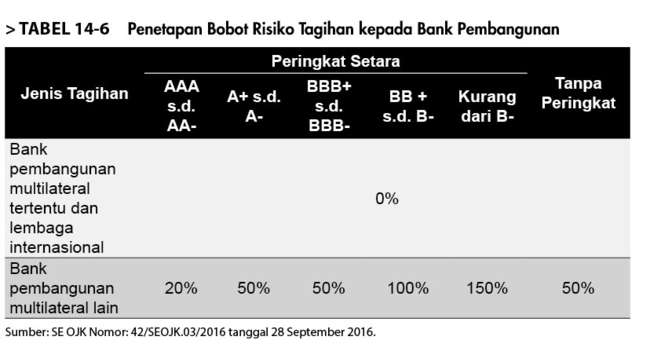 > TABEL 14-6 Penetapan Bobot Risiko Tagihan kepada Bank Pembangunan
Jenis Tagihan
Peringkat Setara
Tanpa
Peringkat
AAA
s.d.
AA-
A+ s.d.
A-
BBB+
s.d.
BBB-
BB +
s.d. B-
Kurang
dari B-
Bank
pembangunan
multilateral
tertentu dan
lembaga
internasional
0%
Bank
pembangunan
multilateral lain
20% 50% 50% 100% 150% 50%
Sumber: SE OJK Nomor: 42/SEOJK.03/2016 tanggal 28 September 2016.